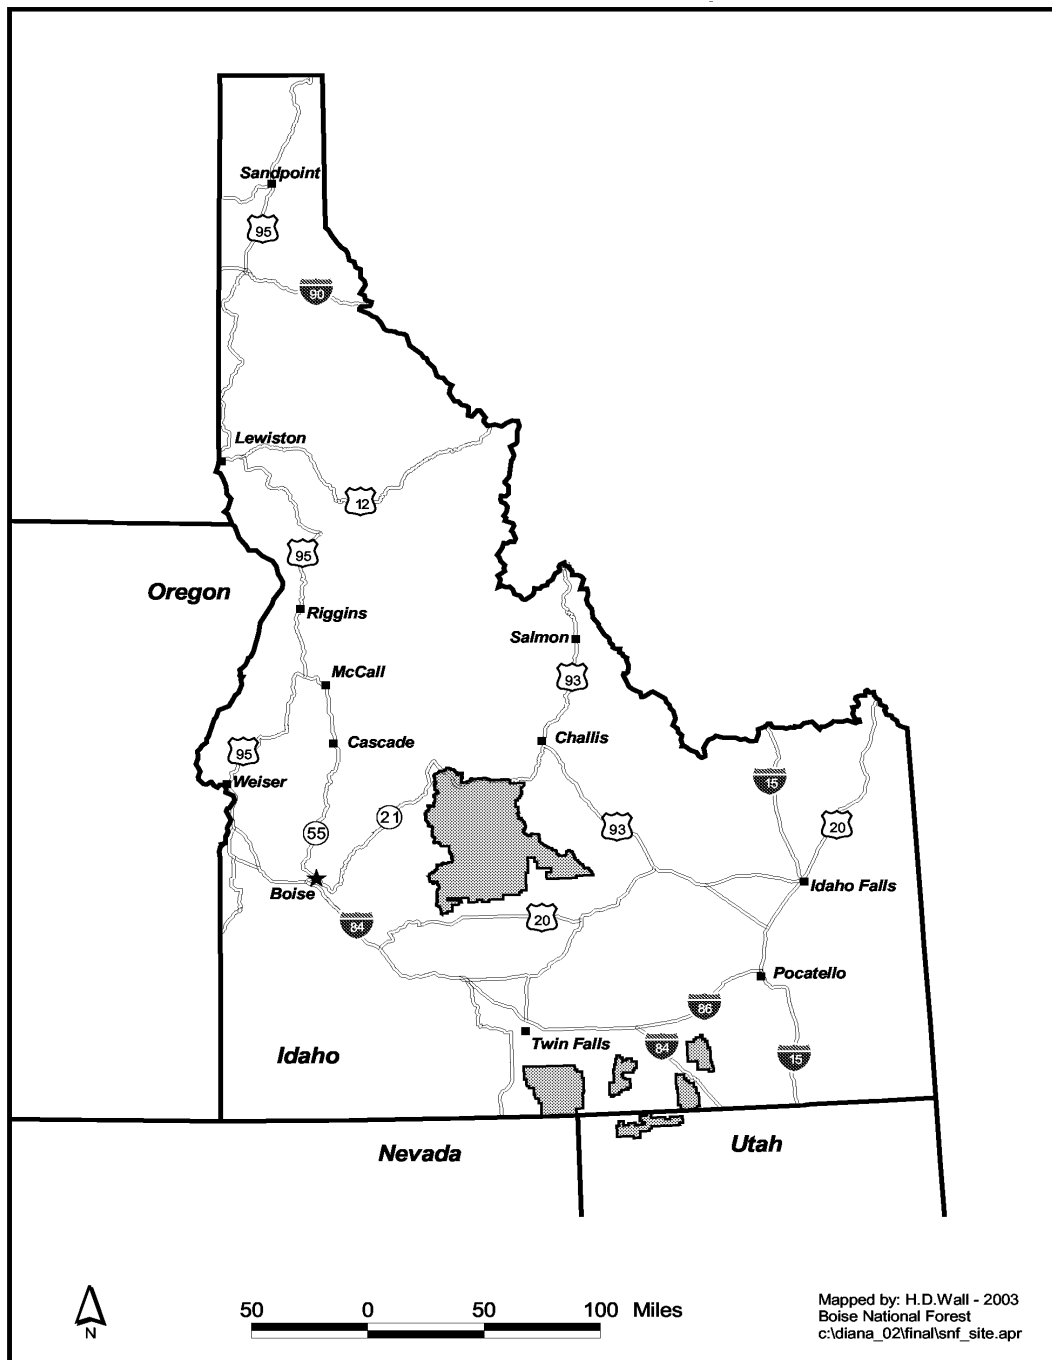 Sandpoint
95
90
Lewiston
12
95
Oregon
Riggins
Salmon
McCall
93
Challis
Cascade
95
Weiser
15
21
20
55
93
Boise
Idaho Falls
20
84
Pocatello
86
Twin Falls
84
Idaho
15
Utah
Nevada
50 0 50 100 Miles
N
Mapped by: H.D.Wall - 2003
Boise National Forest
c:\diana_02\final\snf_site.apr